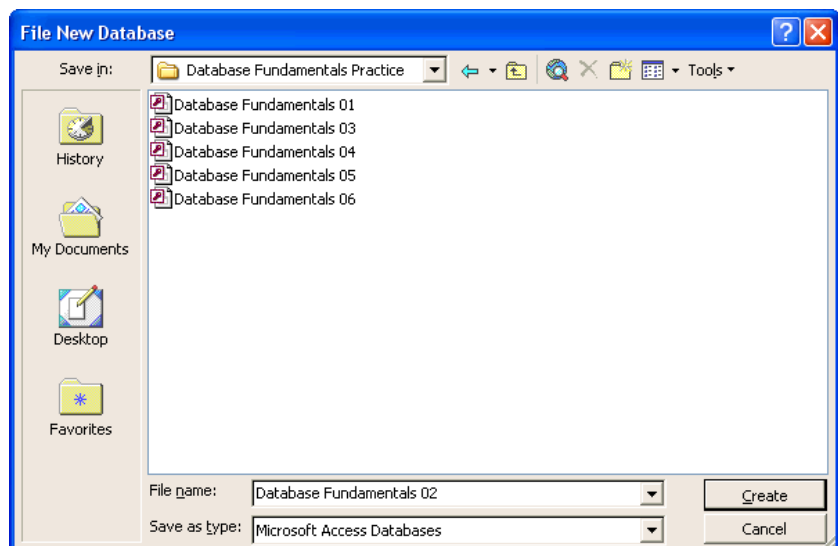 File New Database
Save in: Database Fundamentals Practice Tools
Database Fundamentals 01
Database Fundamentals 03
Database Fundamentals 04
Database Fundamentals 05
Database Fundamentals 06
History
My Documents
Desktop
Favorites
File name: Database Fundamentals 02 Create
Save as type: Microsoft Access Databases Cancel